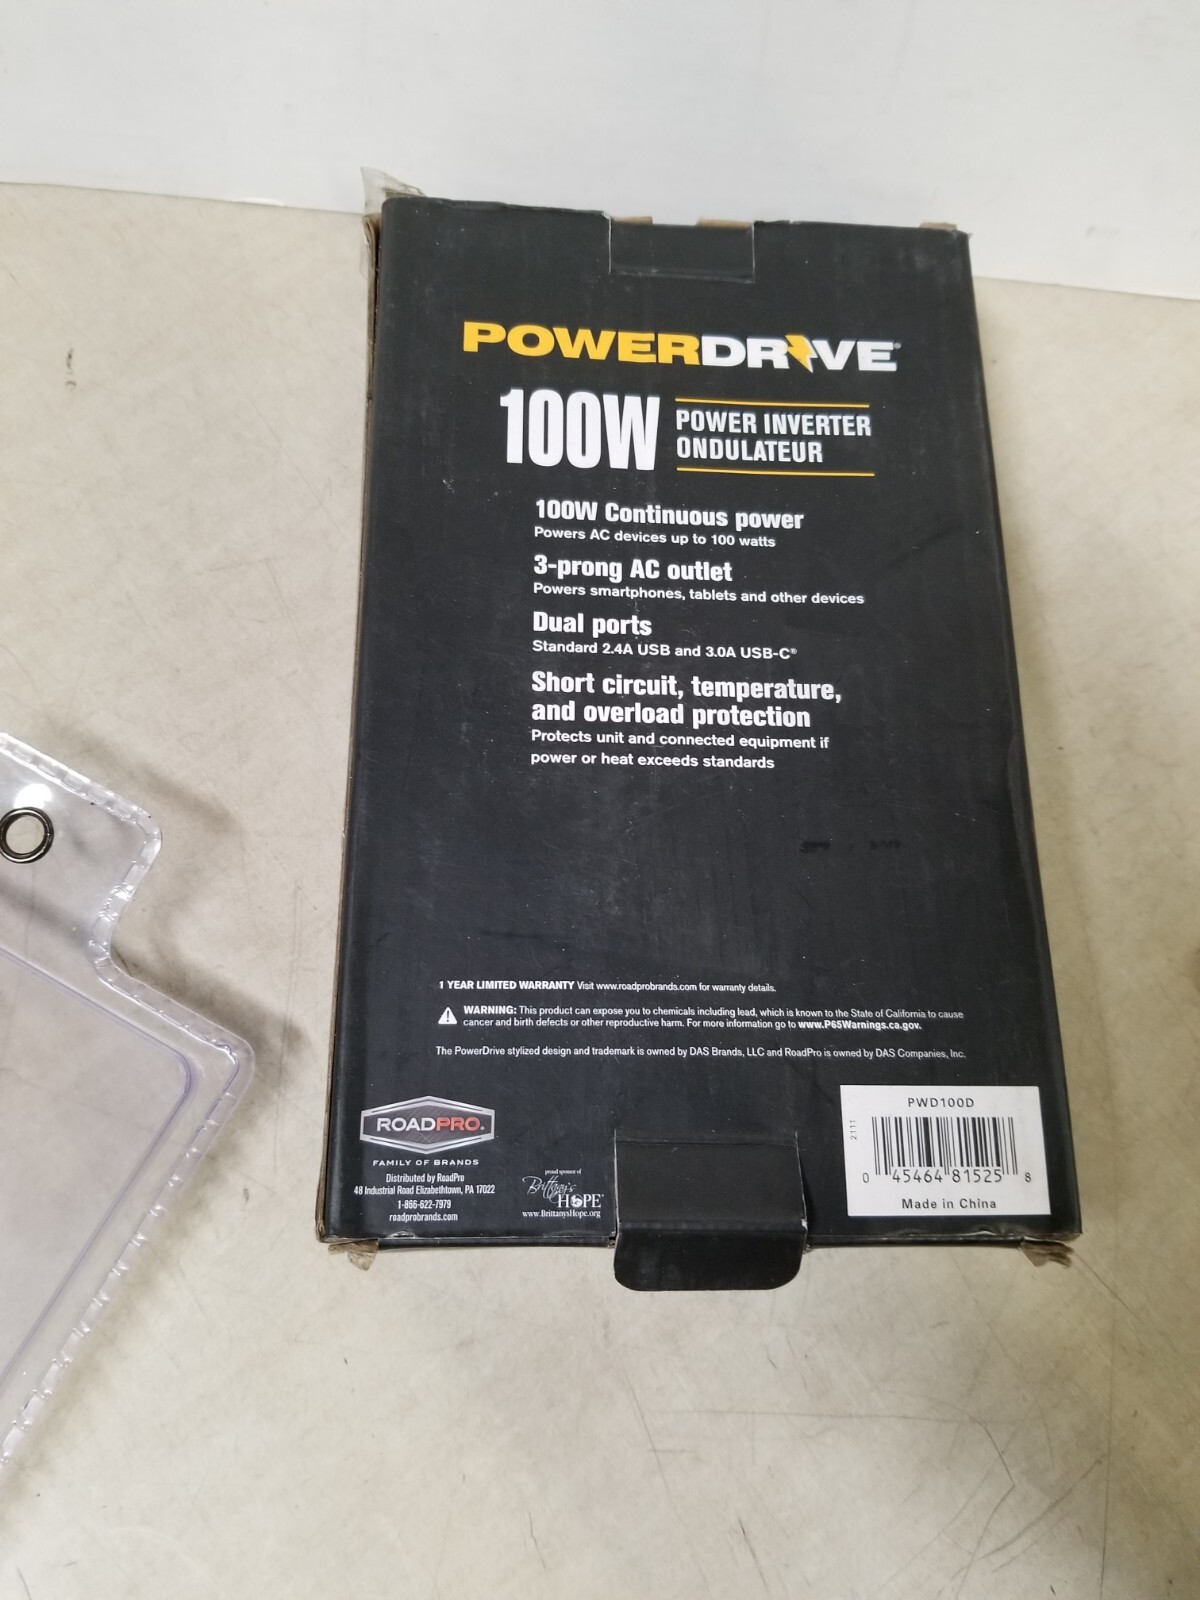 POWERDRIVE®
100W
POWER INVERTER
ONDULATEUR
100W Continuous power
Powers AC devices up to 100 watts
3-prong AC outlet
Powers smartphones, tablets and other devices
Dual ports
Standard 2.4A USB and 3.0A USB-C®
Short circuit, temperature,
and overload protection
Protects unit and connected equipment if
power or heat exceeds standards
1 YEAR LIMITED WARRANTY Visit www.roadprobrands.com for warranty details.
WARNING: This product can expose you to chemicals including lead, which is known to the State of California to cause
cancer and birth defects or other reproductive harm. For more information go to www.P65Warnings.ca.gov.
The PowerDrive stylized design and trademark is owned by DAS Brands, LLC and RoadPro is owned by DAS Companies, Inc.
ROADPRO®
FAMILY OF BRANDS
Distributed by RoadPro
48 Industrial Road Elizabethtown, PA 17022
1-866-622-7979
roadprobrands.com
proud sponsor of
Brittany's
HOPE
www.BrittanysHope.org
PWD100D
2111
0 45464 81525 8
Made in China